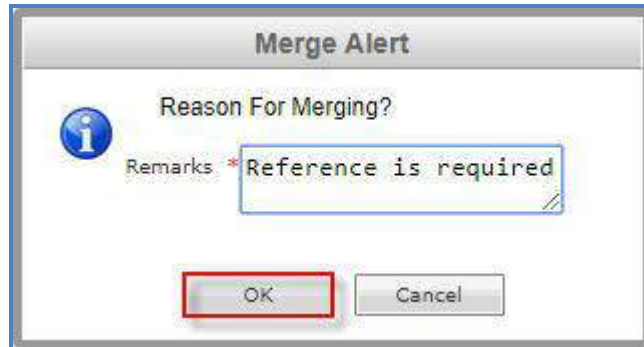 Merge Alert
Reason For Merging?
Remarks * Reference is required
OK Cancel